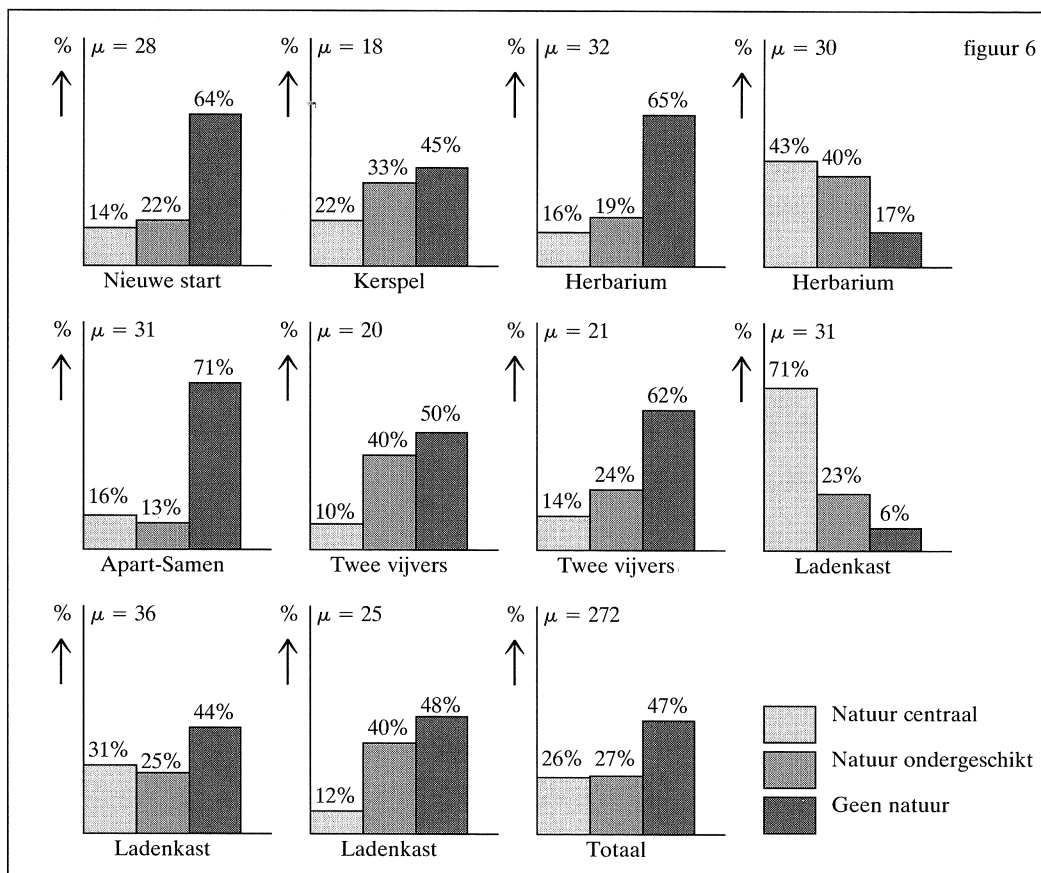 % μ = 28
64%
22%
14%
Nieuwe start
% μ = 18
45%
33%
22%
Kerspel
% μ = 32
65%
19%
16%
Herbarium
% μ = 30
figuur 6
43%
40%
17%
Herbarium
% μ = 31
71%
16%
13%
Apart-Samen
% μ = 20
50%
40%
10%
Twee vijvers
% μ = 21
62%
24%
14%
Twee vijvers
% μ = 31
71%
23%
6%
Ladenkast
% μ = 36
44%
31%
25%
Ladenkast
% μ = 25
48%
40%
12%
Ladenkast
% μ = 272
47%
26%
27%
Totaal
Natuur centraal
Natuur ondergeschikt
Geen natuur